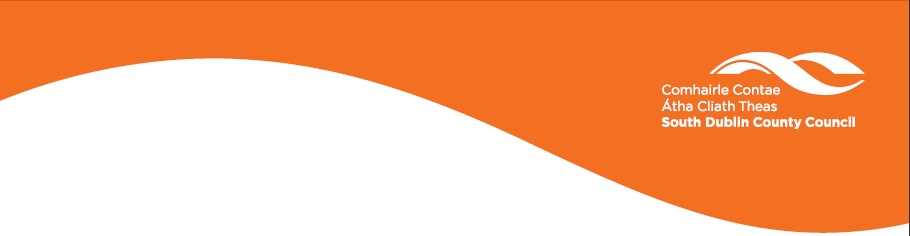 Comhairle Contae
Átha Cliath Theas
South Dublin County Council